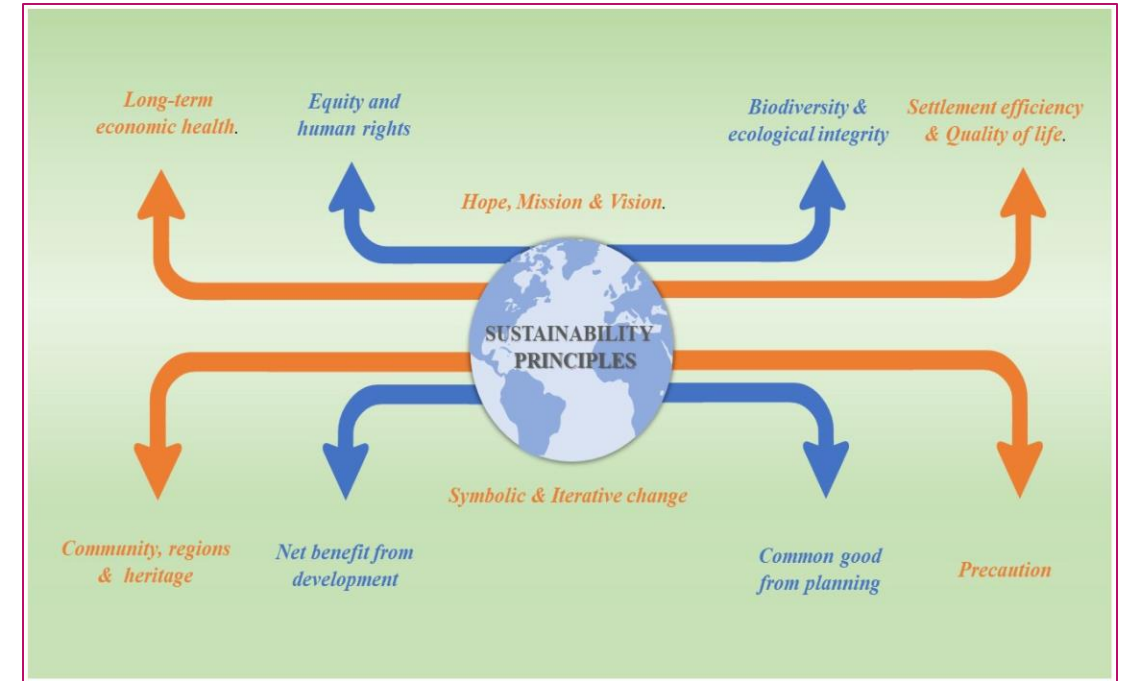 Long-term
economic health.
Equity and
human rights
Biodiversity &
ecological integrity
Settlement efficiency
& Quality of life.
Hope, Mission & Vision.
SUSTAINABILITY
PRINCIPLES
Symbolic & Iterative change
Community, regions
& heritage
Net benefit from
development
Common good
from planning
Precaution